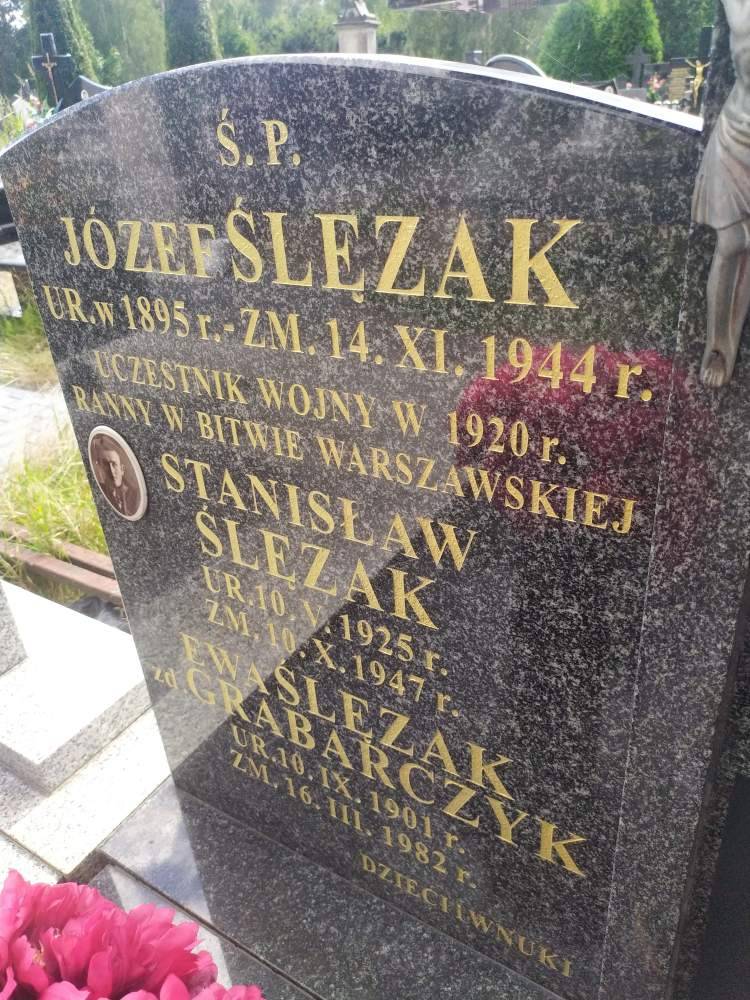 Ś. P.
JÓZEF ŚLĘZAK
UR. w 1895 r. - ZM. 14. XI. 1944 r.
UCZESTNIK WOJNY W 1920 r.
RANNY W BITWIE WARSZAWSKIEJ
STANISŁAW
ŚLĘZAK
UR. 10. V. 1925 r.
ZM. 10. X. 1947 r.
EWA ŚLĘZAK
zd. GRABARCZYK
UR. 10. IX. 1901 r.
ZM. 16. III. 1982 r.
DZIECI I WNUKI